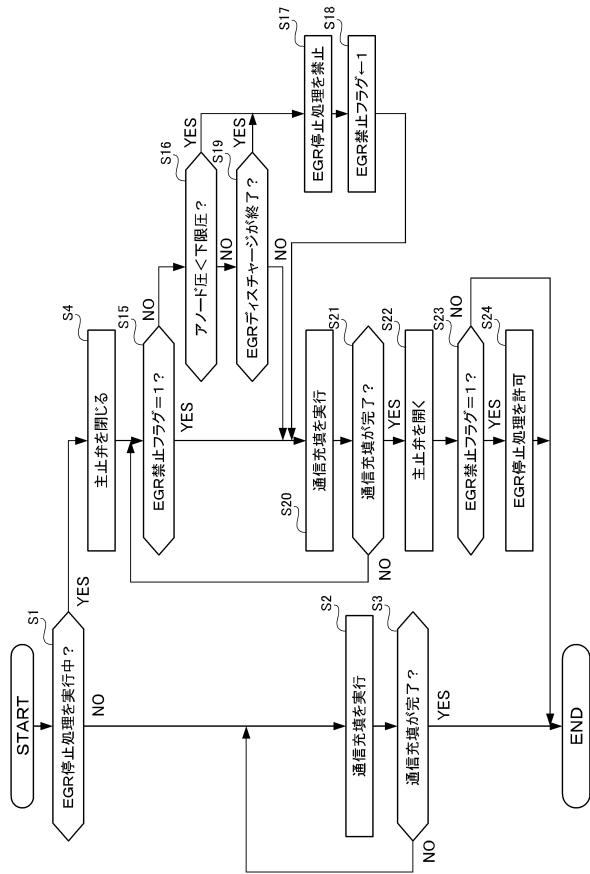 START
S1
EGR停止処理を実行中？
YES
NO
S2
通信充填を実行
S3
通信充填が完了？
NO
YES
S4
主止弁を閉じる
S15
EGR禁止フラグ＝1？
NO
YES
S16
アノード圧＜下限圧？
YES
NO
S19
EGRディスチャージが終了？
YES
NO
S17
EGR停止処理を禁止
S18
EGR禁止フラグ←1
S20
通信充填を実行
S21
通信充填が完了？
NO
YES
S22
主止弁を開く
S23
EGR禁止フラグ＝1？
NO
YES
S24
EGR停止処理を許可
END